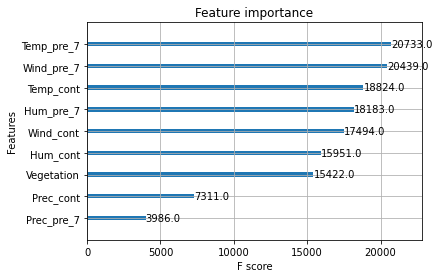 Feature importance
Temp_pre_7 20733.0
Wind_pre_7 20439.0
Temp_cont 18824.0
Hum_pre_7 18183.0
Wind_cont 17494.0
Hum_cont 15951.0
Vegetation 15422.0
Prec_cont 7311.0
Prec_pre_7 3986.0
Features
0 5000 10000 15000 20000
F score